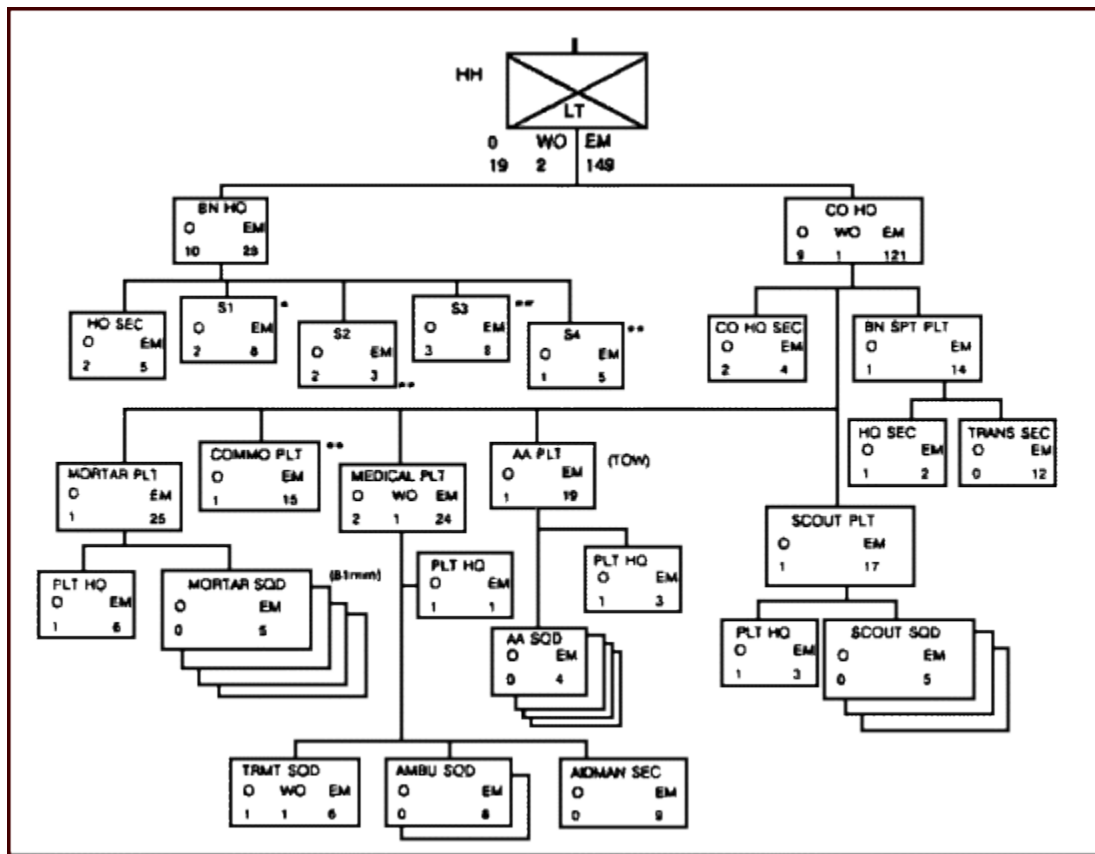 HH
LT
O WO EM
19 2 149
BN HQ
O EM
10 23
CO HQ
O WO EM
9 1 121
HQ SEC
O EM
2 5
S1 *
O EM
2 8
S2
O EM
2 3 **
S3 **
O EM
3 8
S4 **
O EM
1 5
CO HQ SEC
O EM
2 4
BN SPT PLT
O EM
1 14
HQ SEC
O EM
1 2
TRANS SEC
O EM
0 12
MORTAR PLT
O EM
1 25
COMMO PLT **
O EM
1 15
MEDICAL PLT
O WO EM
2 1 24
AA PLT (TOW)
O EM
1 19
SCOUT PLT
O EM
1 17
PLT HQ
O EM
1 6
MORTAR SQD (81mm)
O EM
0 5
PLT HQ
O EM
1 1
AA SQD
O EM
0 4
PLT HQ
O EM
1 3
PLT HQ
O EM
1 3
SCOUT SQD
O EM
0 5
TRMT SQD
O WO EM
1 1 6
AMBU SQD
O EM
0 8
AIDMAN SEC
O EM
0 9